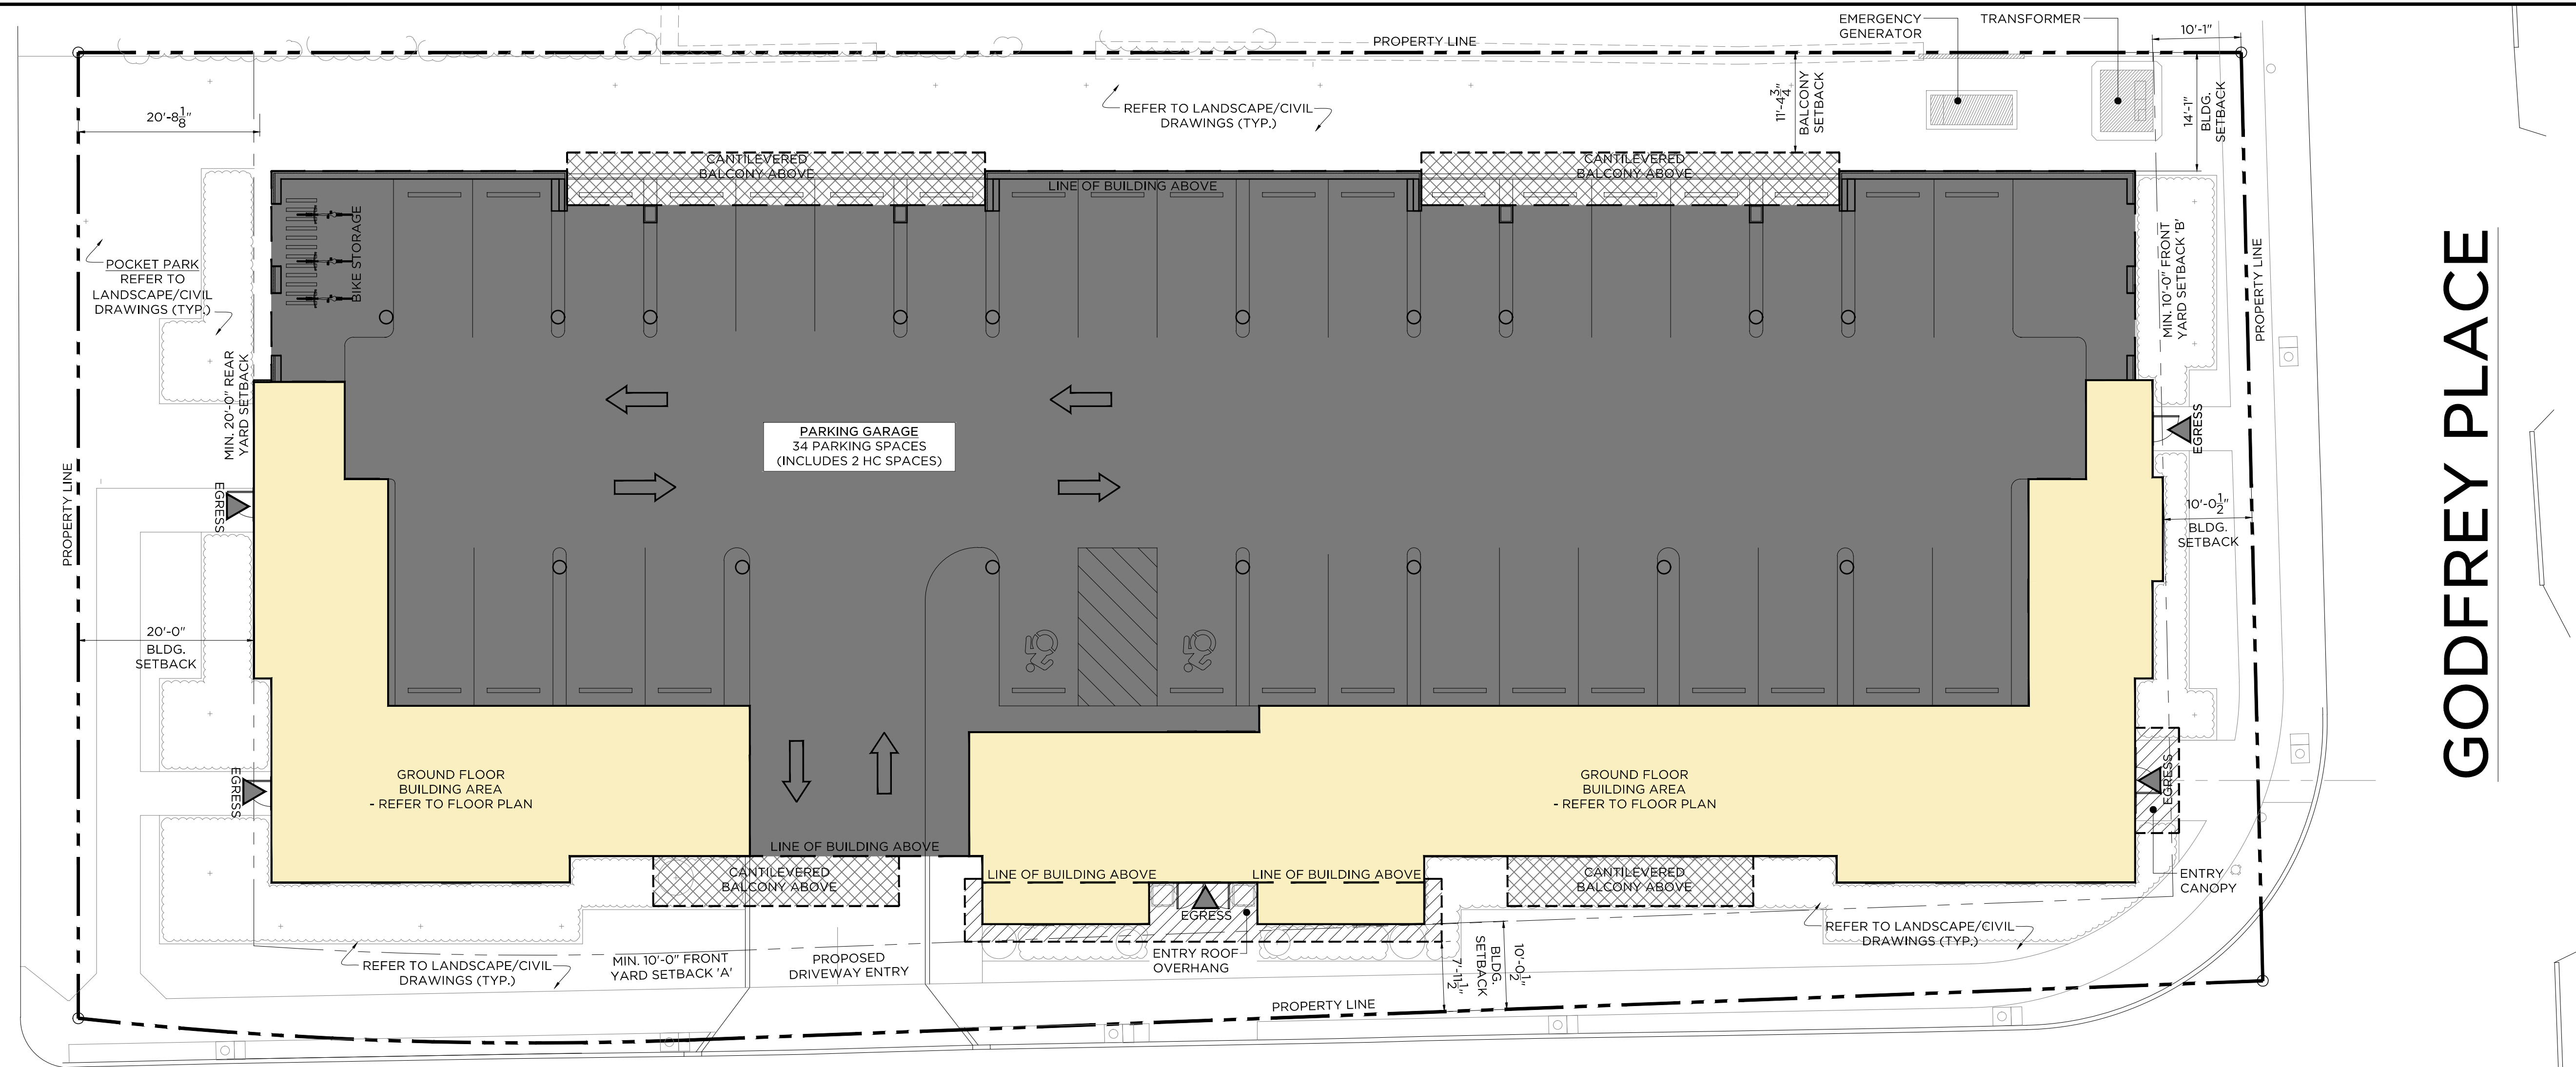 EMERGENCY
GENERATOR
TRANSFORMER
10'-1"
PROPERTY LINE
20'-8 1/8"
REFER TO LANDSCAPE/CIVIL
DRAWINGS (TYP.)
11'-4 3/4"
BALCONY
SETBACK
14'-1"
BLDG.
SETBACK
CANTILEVERED
BALCONY ABOVE
LINE OF BUILDING ABOVE
CANTILEVERED
BALCONY ABOVE
BIKE STORAGE
POCKET PARK
REFER TO
LANDSCAPE/CIVIL
DRAWINGS (TYP.)
MIN. 20'-0" REAR
YARD SETBACK
MIN. 10'-0" FRONT
YARD SETBACK 'B'
PROPERTY LINE
GODFREY PLACE
PARKING GARAGE
34 PARKING SPACES
(INCLUDES 2 HC SPACES)
EGRESS
PROPERTY LINE
EGRESS
10'-0 1/2"
BLDG.
SETBACK
20'-0"
BLDG.
SETBACK
EGRESS
GROUND FLOOR
BUILDING AREA
- REFER TO FLOOR PLAN
GROUND FLOOR
BUILDING AREA
- REFER TO FLOOR PLAN
EGRESS
LINE OF BUILDING ABOVE
CANTILEVERED
BALCONY ABOVE
LINE OF BUILDING ABOVE
LINE OF BUILDING ABOVE
CANTILEVERED
BALCONY ABOVE
ENTRY
CANOPY
EGRESS
REFER TO LANDSCAPE/CIVIL
DRAWINGS (TYP.)
MIN. 10'-0" FRONT
YARD SETBACK 'A'
PROPOSED
DRIVEWAY ENTRY
ENTRY ROOF
OVERHANG
7'-11 1/2"
10'-0 1/2"
BLDG.
SETBACK
REFER TO LANDSCAPE/CIVIL
DRAWINGS (TYP.)
PROPERTY LINE